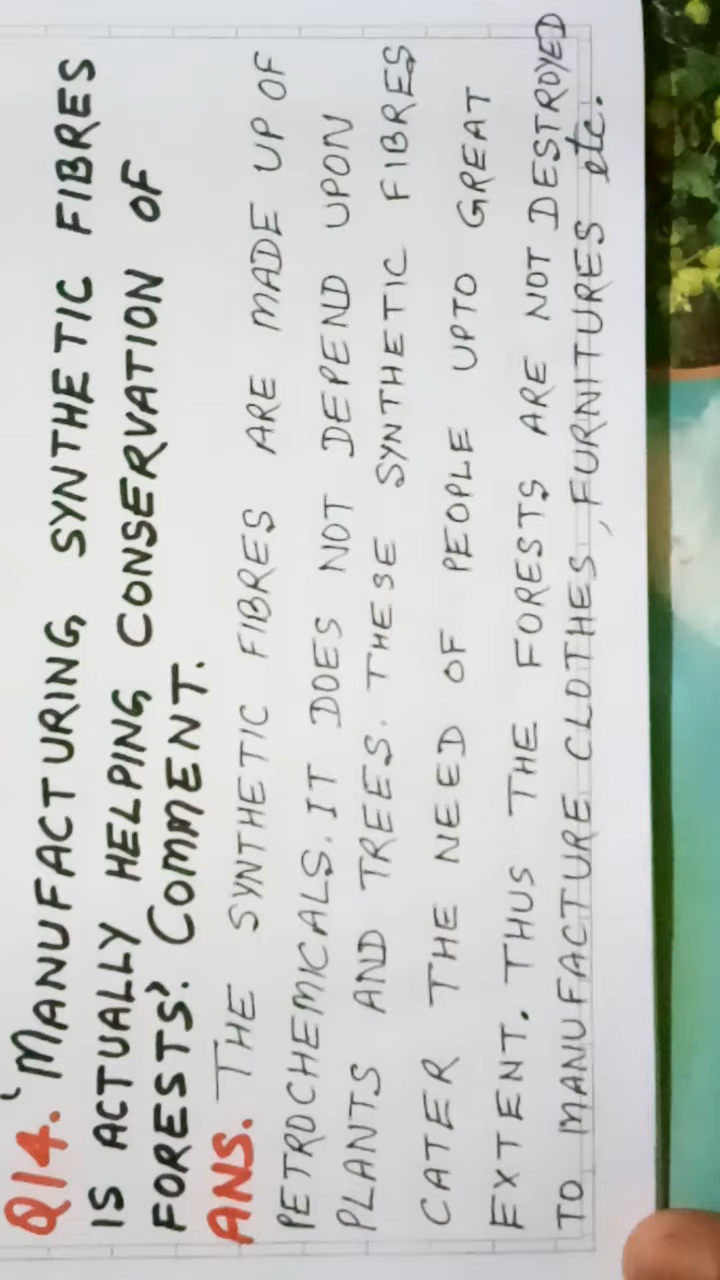 Q14. 'MANUFACTURING SYNTHETIC FIBRES
IS ACTUALLY HELPING CONSERVATION OF
FORESTS'. COMMENT.
ANS. THE SYNTHETIC FIBRES ARE MADE UP OF
PETROCHEMICALS. IT DOES NOT DEPEND UPON
PLANTS AND TREES. THESE SYNTHETIC FIBRES
CATER THE NEED OF PEOPLE UPTO GREAT
EXTENT. THUS THE FORESTS ARE NOT DESTROYED
TO MANUFACTURE CLOTHES, FURNITURES etc.